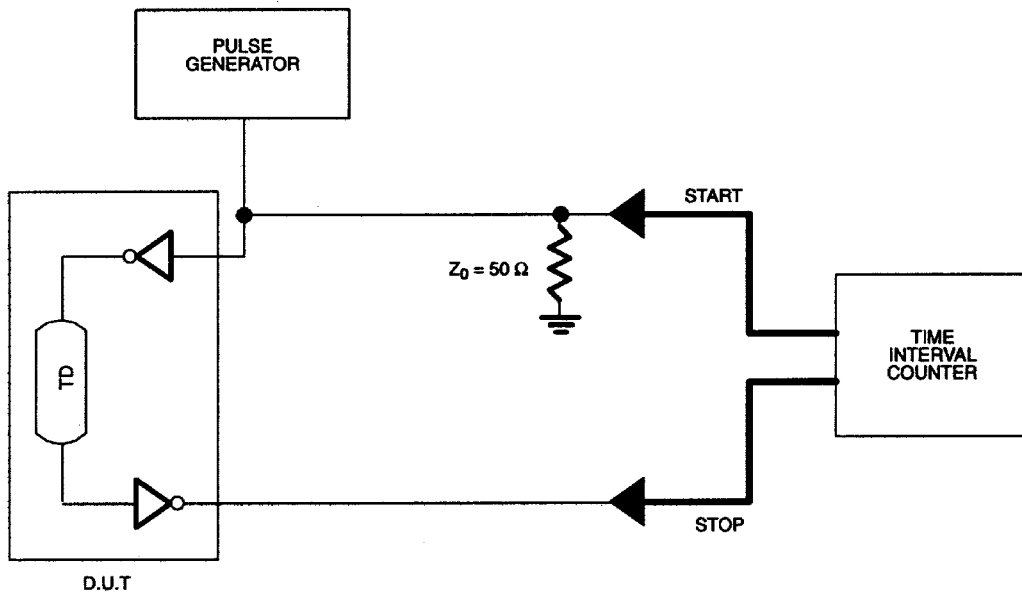 PULSE
GENERATOR
START
Z₀ = 50 Ω
TIME
INTERVAL
COUNTER
TD
STOP
D.U.T